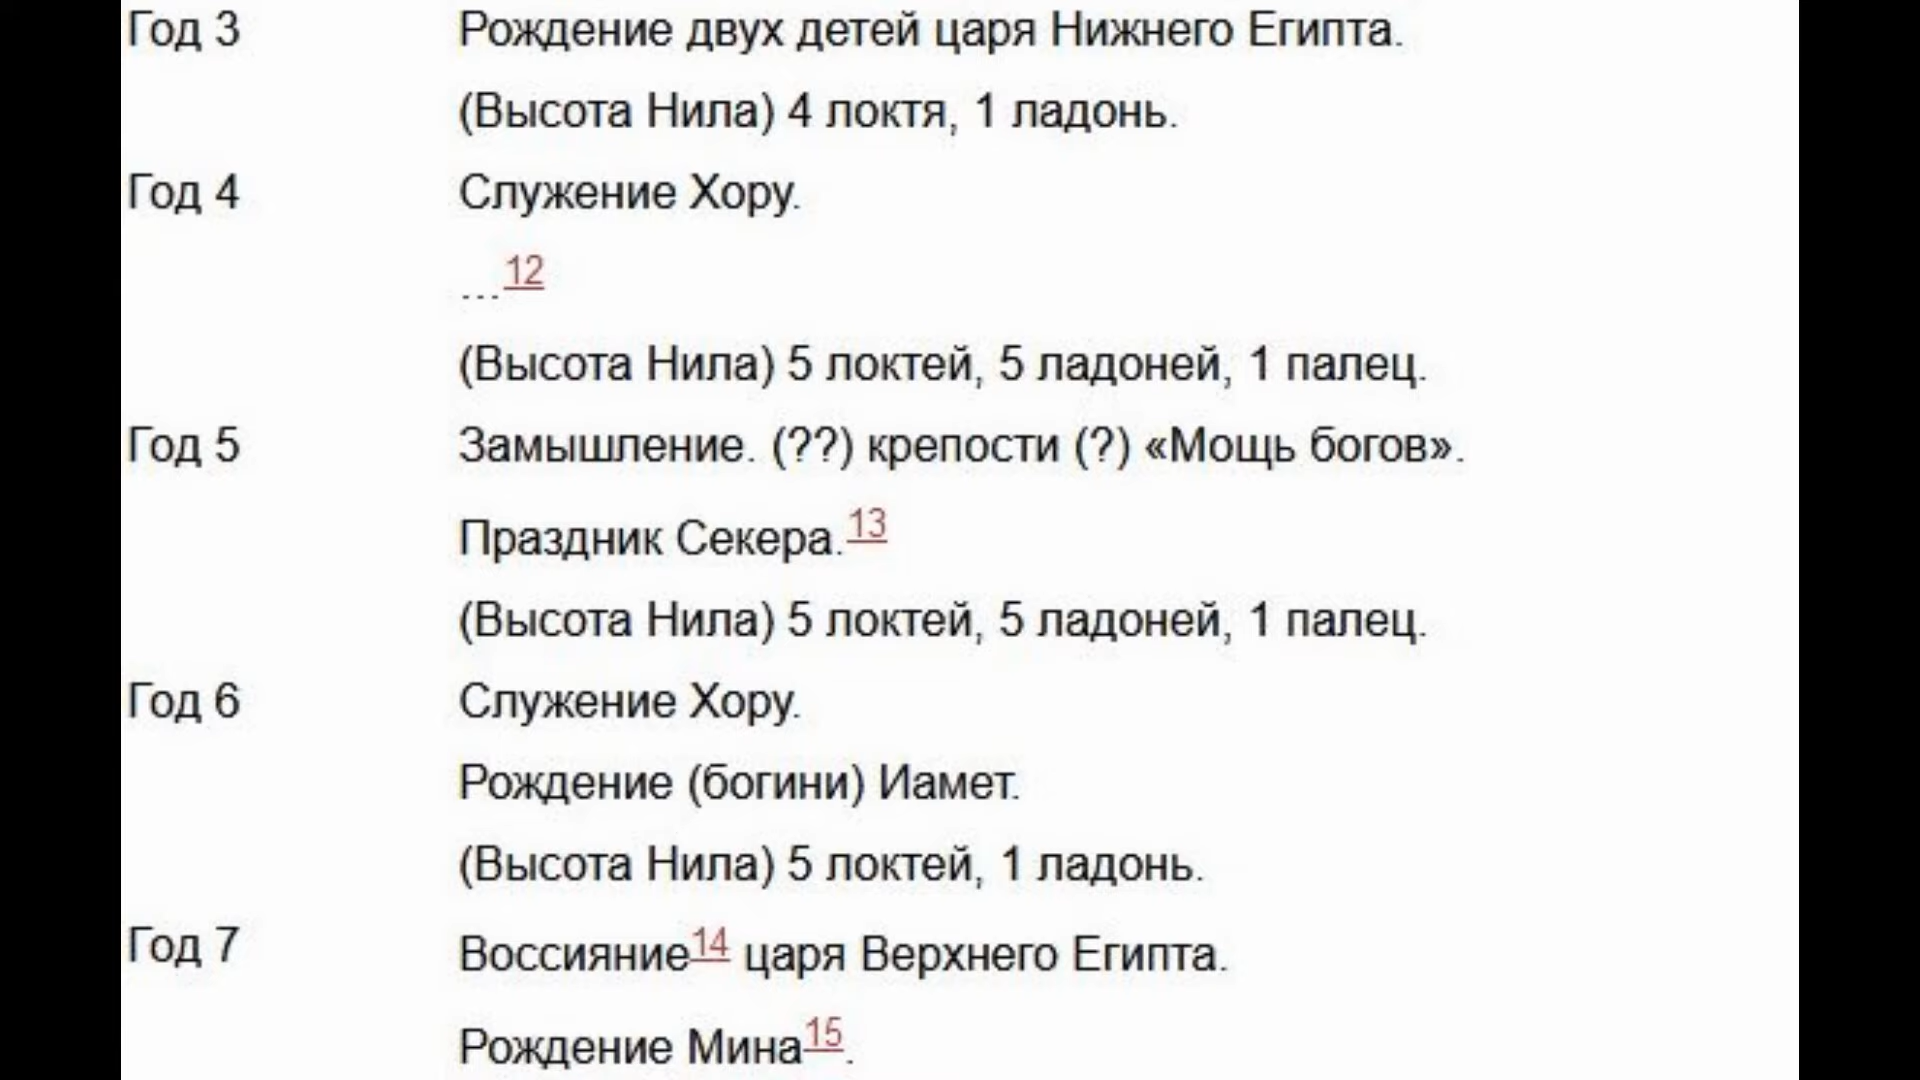 Год 3 Рождение двух детей царя Нижнего Египта.
(Высота Нила) 4 локтя, 1 ладонь.
Год 4 Служение Хору.
...12
(Высота Нила) 5 локтей, 5 ладоней, 1 палец.
Год 5 Замышление. (??) крепости (?) «Мощь богов».
Праздник Секера.13
(Высота Нила) 5 локтей, 5 ладоней, 1 палец.
Год 6 Служение Хору.
Рождение (богини) Иамет.
(Высота Нила) 5 локтей, 1 ладонь.
Год 7 Воссияние14 царя Верхнего Египта.
Рождение Мина15.